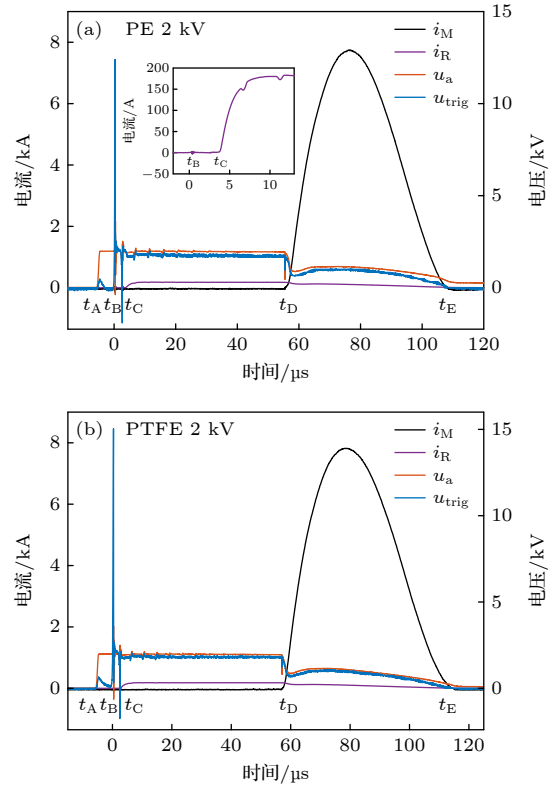 (a) PE 2 kV
i_M
i_R
u_a
u_trig
电流/kA
8
6
4
2
0
电压/kV
15
10
5
0
电流/A
200
150
100
50
0
−50
t_B
t_C
0
5
10
t_A
t_B
t_C
t_D
t_E
0
20
40
60
80
100
120
时间/μs
(b) PTFE 2 kV
i_M
i_R
u_a
u_trig
电流/kA
8
6
4
2
0
电压/kV
15
10
5
0
t_A
t_B
t_C
t_D
t_E
0
20
40
60
80
100
120
时间/μs